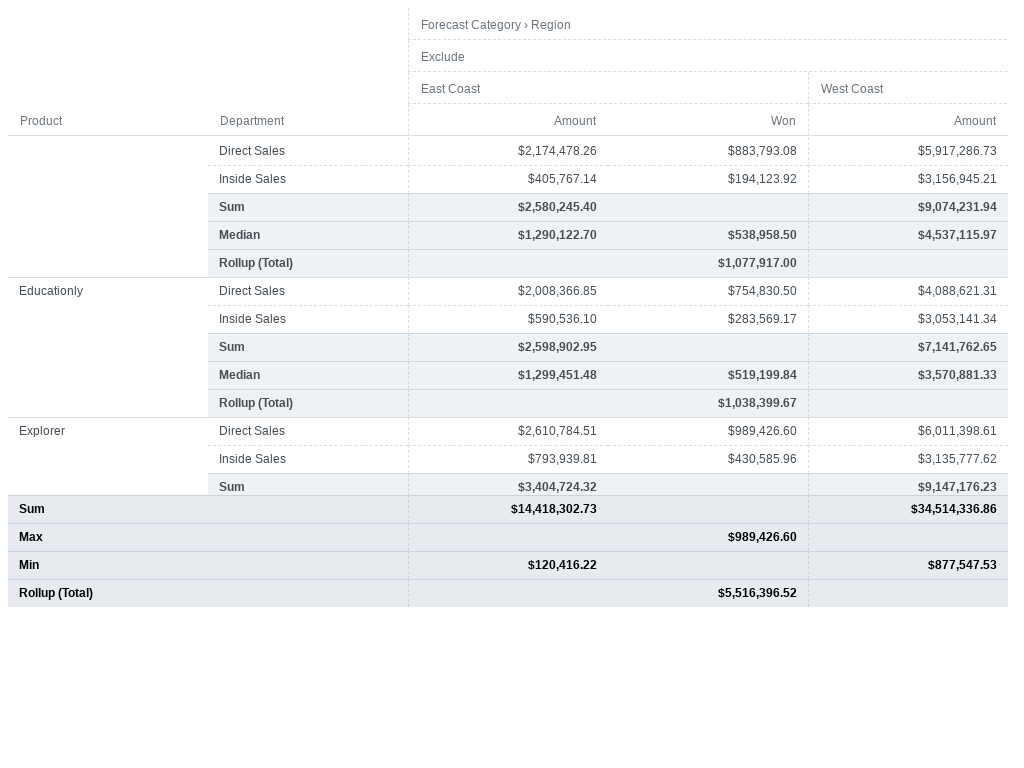 Forecast Category › Region
Exclude
East Coast West Coast
Product Department Amount Won Amount
Direct Sales $2,174,478.26 $883,793.08 $5,917,286.73
Inside Sales $405,767.14 $194,123.92 $3,156,945.21
Sum $2,580,245.40 $9,074,231.94
Median $1,290,122.70 $538,958.50 $4,537,115.97
Rollup (Total) $1,077,917.00
Educationly Direct Sales $2,008,366.85 $754,830.50 $4,088,621.31
Inside Sales $590,536.10 $283,569.17 $3,053,141.34
Sum $2,598,902.95 $7,141,762.65
Median $1,299,451.48 $519,199.84 $3,570,881.33
Rollup (Total) $1,038,399.67
Explorer Direct Sales $2,610,784.51 $989,426.60 $6,011,398.61
Inside Sales $793,939.81 $430,585.96 $3,135,777.62
Sum $3,404,724.32 $9,147,176.23
Sum $14,418,302.73 $34,514,336.86
Max $989,426.60
Min $120,416.22 $877,547.53
Rollup (Total) $5,516,396.52